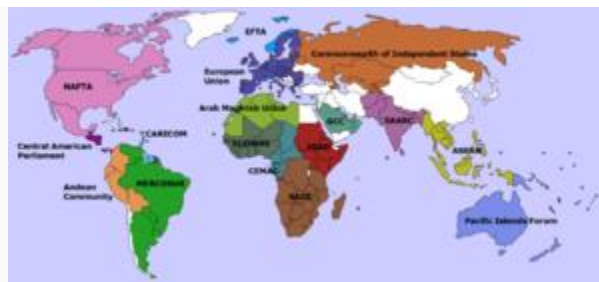 EFTA
Commonwealth of Independent States
European
Union
NAFTA
Arab Maghreb Union
GCC
SAARC
CARICOM
Central American
Parliament
ECOWAS
IGAD
ASEAN
CEMAC
Andean
Community
MERCOSUR
SADC
Pacific Islands Forum